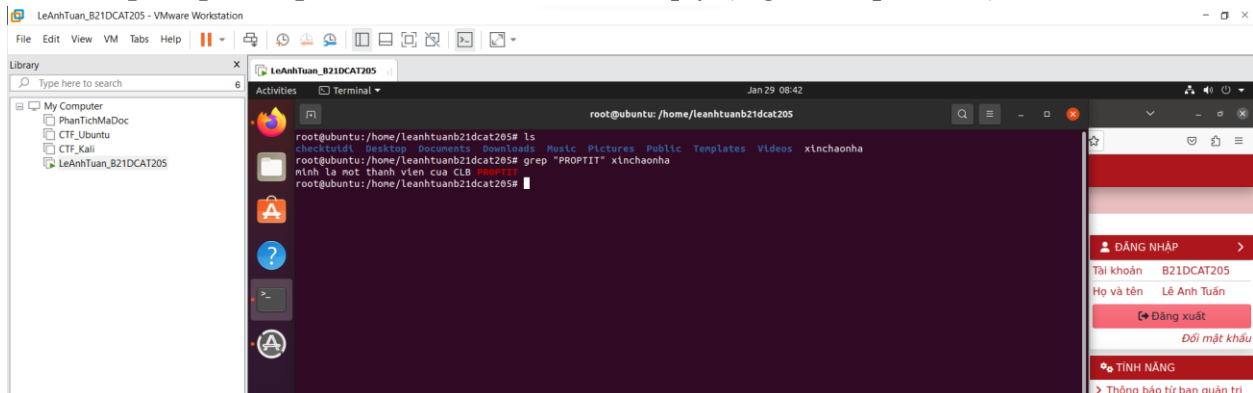 LeAnhTuan_B21DCAT205 - VMware Workstation
File Edit View VM Tabs Help
Library
Type here to search
My Computer
PhanTichMaDoc
CTF_Ubuntu
CTF_Kali
LeAnhTuan_B21DCAT205
LeAnhTuan_B21DCAT205
Activities Terminal Jan 29 08:42
root@ubuntu: /home/leanhtuanb21dcat205
root@ubuntu:/home/leanhtuanb21dcat205# ls
checktuidi Desktop Documents Downloads Music Pictures Public Templates Videos xinchaonha
root@ubuntu:/home/leanhtuanb21dcat205# grep "PROPTIT" xinchaonha
minh la mot thanh vien cua CLB PROPTIT
root@ubuntu:/home/leanhtuanb21dcat205#
ĐĂNG NHẬP
Tài khoản B21DCAT205
Họ và tên Lê Anh Tuấn
Đăng xuất
Đổi mật khẩu
TÍNH NĂNG
Thông báo từ ban quản trị